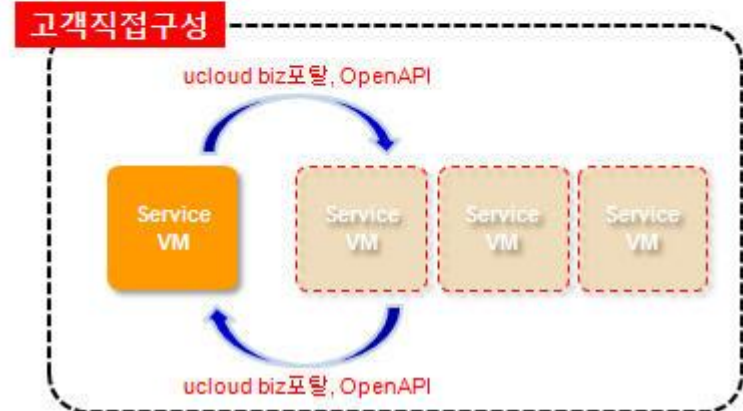 고객직접구성
ucloud biz포탈, OpenAPI
Service
VM
Service
VM
Service
VM
Service
VM
ucloud biz포탈, OpenAPI